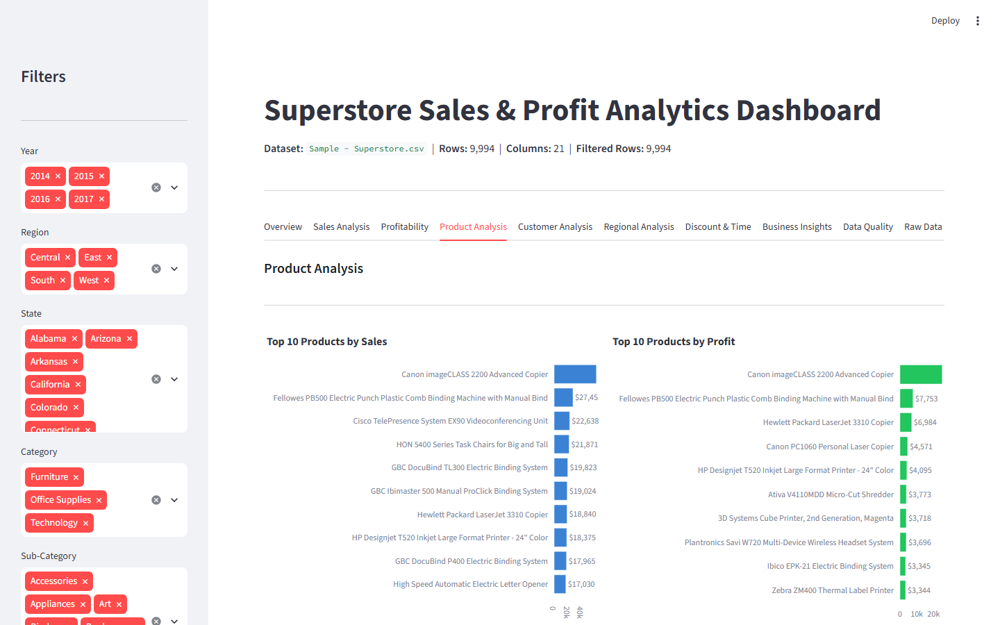 Deploy
Filters
Superstore Sales & Profit Analytics Dashboard
Dataset: Sample - Superstore.csv | Rows: 9,994 | Columns: 21 | Filtered Rows: 9,994
Year
2014 × 2015 ×
2016 × 2017 ×
Region
Central × East ×
South × West ×
State
Alabama × Arizona ×
Arkansas ×
California ×
Colorado ×
Connecticut ×
Category
Furniture ×
Office Supplies ×
Technology ×
Sub-Category
Accessories ×
Appliances × Art ×
Overview Sales Analysis Profitability Product Analysis Customer Analysis Regional Analysis Discount & Time Business Insights Data Quality Raw Data
Product Analysis
Top 10 Products by Sales
Canon imageCLASS 2200 Advanced Copier
Fellowes PB500 Electric Punch Plastic Comb Binding Machine with Manual Bind $27,45
Cisco TelePresence System EX90 Videoconferencing Unit $22,638
HON 5400 Series Task Chairs for Big and Tall $21,871
GBC DocuBind TL300 Electric Binding System $19,823
GBC Ibimaster 500 Manual ProClick Binding System $19,024
Hewlett Packard LaserJet 3310 Copier $18,840
HP Designjet T520 Inkjet Large Format Printer - 24" Color $18,375
GBC DocuBind P400 Electric Binding System $17,965
High Speed Automatic Electric Letter Opener $17,030
0 20k 40k
Top 10 Products by Profit
Canon imageCLASS 2200 Advanced Copier
Fellowes PB500 Electric Punch Plastic Comb Binding Machine with Manual Bind $7,753
Hewlett Packard LaserJet 3310 Copier $6,984
Canon PC1060 Personal Laser Copier $4,571
HP Designjet T520 Inkjet Large Format Printer - 24" Color $4,095
Ativa V4110MDD Micro-Cut Shredder $3,773
3D Systems Cube Printer, 2nd Generation, Magenta $3,718
Plantronics Savi W720 Multi-Device Wireless Headset System $3,696
Ibico EPK-21 Electric Binding System $3,345
Zebra ZM400 Thermal Label Printer $3,344
0 10k 20k